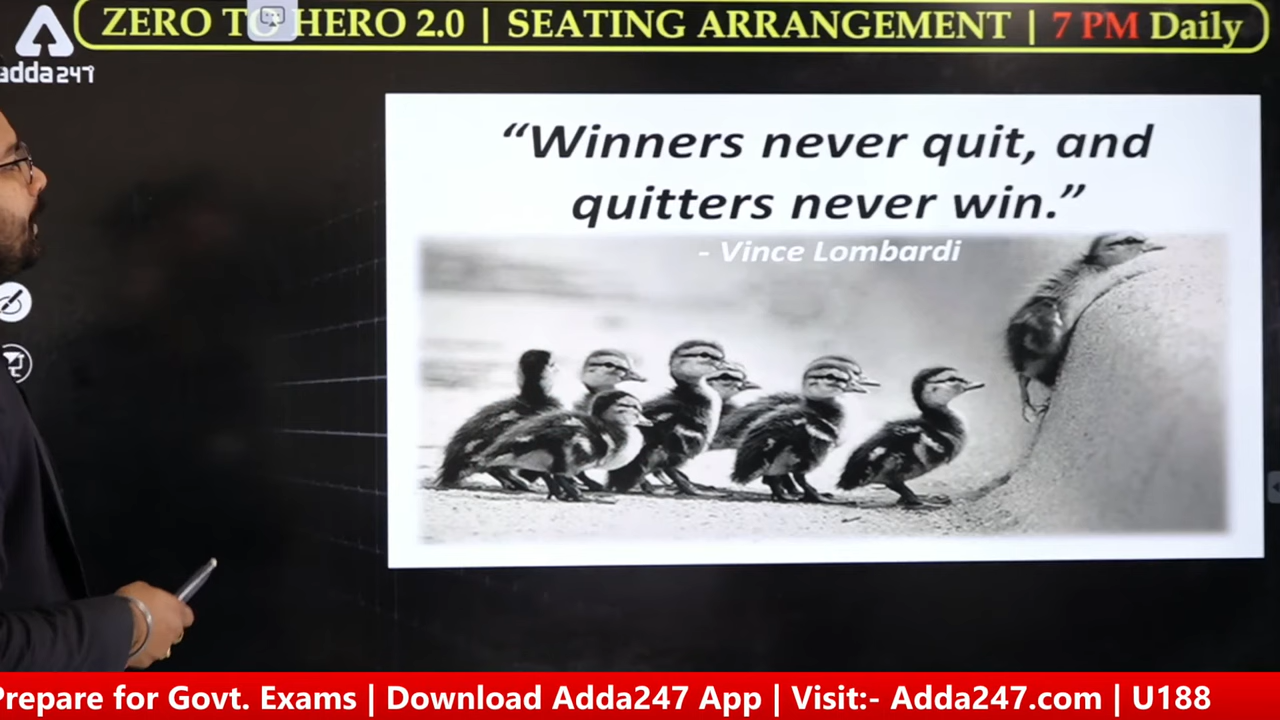 ZERO TO HERO 2.0 | SEATING ARRANGEMENT | 7 PM Daily
adda247
“Winners never quit, and
quitters never win.”
- Vince Lombardi
Prepare for Govt. Exams | Download Adda247 App | Visit:- Adda247.com | U188